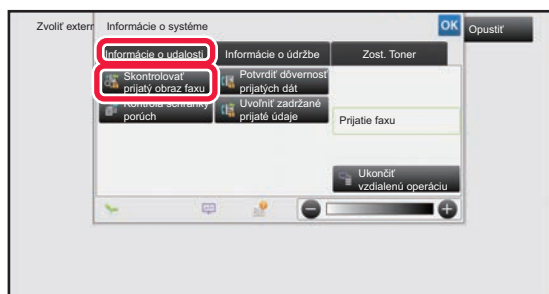 Zvoliť extern
Informácie o systéme
OK
Opustiť
Informácie o udalosti
Informácie o údržbe
Zost. Toner
Skontrolovať
prijatý obraz faxu
Potvrdiť dôvernosť
prijatých dát
Kontrola schránky
porúch
Uvoľniť zadržané
prijaté údaje
Prijatie faxu
Ukončiť
vzdialenú operáciu